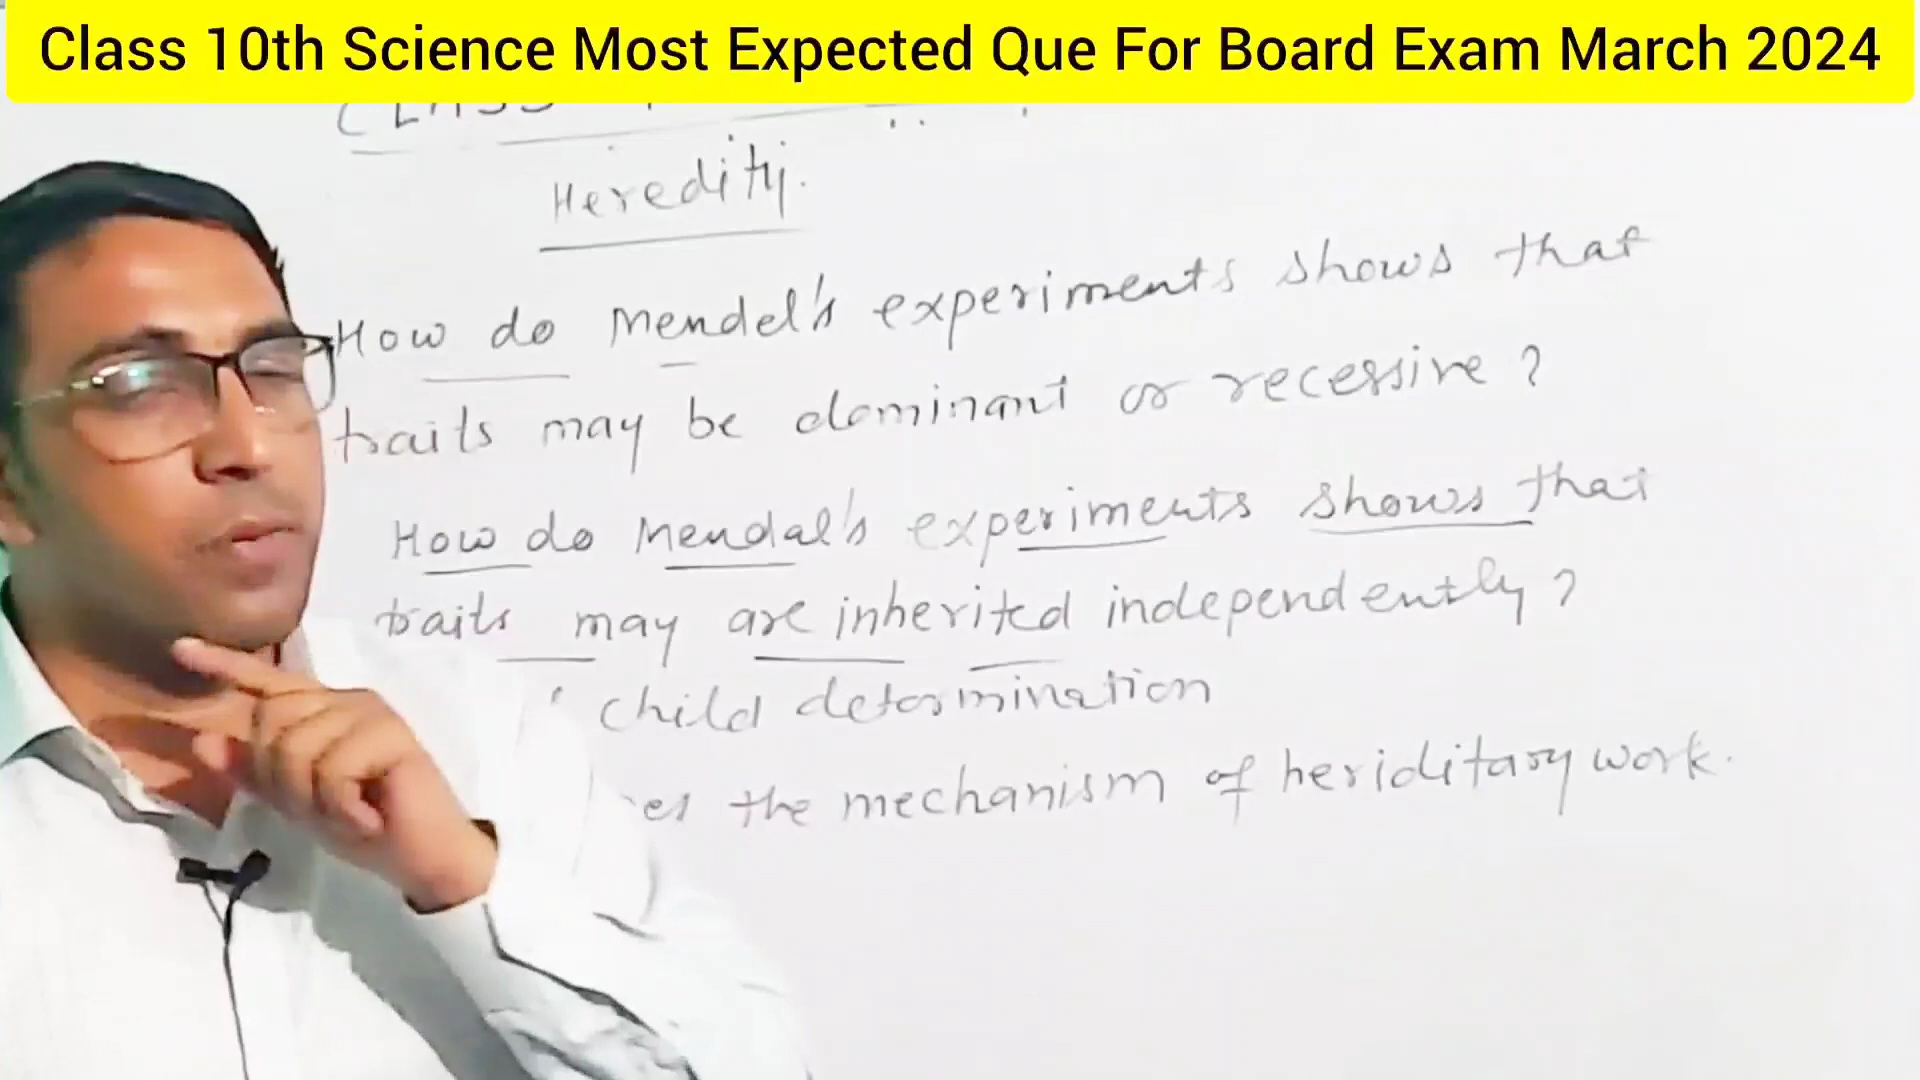 Class 10th Science Most Expected Que For Board Exam March 2024
CLASS
Heredity.
How do Mendel's experiments shows that
traits may be dominant or recessive?
How do Mendal's experiments shows that
traits may are inherited independently?
child determination
the mechanism of heriditary work.